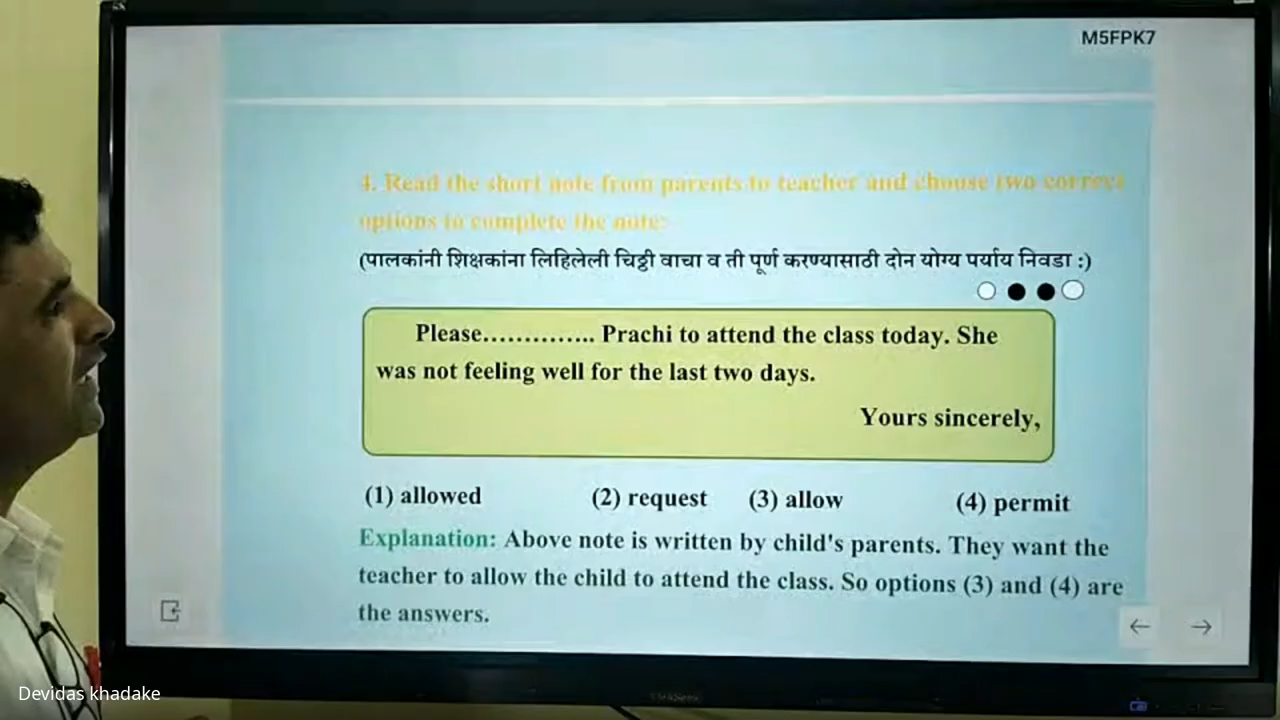 M5FPK7
4. Read the short note from parents to teacher and choose two correct
options to complete the note:
(पालकांनी शिक्षकांना लिहिलेली चिठ्ठी वाचा व ती पूर्ण करण्यासाठी दोन योग्य पर्याय निवडा :)
Please………….. Prachi to attend the class today. She
was not feeling well for the last two days.
Yours sincerely,
(1) allowed (2) request (3) allow (4) permit
Explanation: Above note is written by child's parents. They want the
teacher to allow the child to attend the class. So options (3) and (4) are
the answers.
Devidas khadake